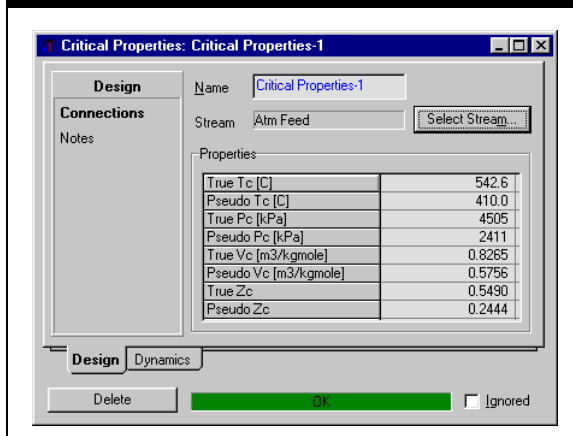 Critical Properties: Critical Properties-1
Design
Connections
Notes
Name Critical Properties-1
Stream Atm Feed Select Stream...
Properties
True Tc [C] 542.6
Pseudo Tc [C] 410.0
True Pc [kPa] 4505
Pseudo Pc [kPa] 2411
True Vc [m3/kgmole] 0.8265
Pseudo Vc [m3/kgmole] 0.5756
True Zc 0.5490
Pseudo Zc 0.2444
Design Dynamics
Delete OK Ignored